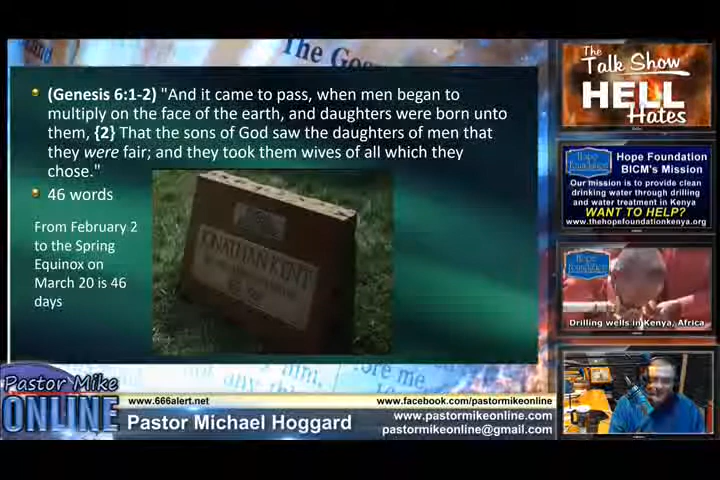 The Gos
(Genesis 6:1-2) "And it came to pass, when men began to
multiply on the face of the earth, and daughters were born unto
them, {2} That the sons of God saw the daughters of men that
they were fair; and they took them wives of all which they
chose."
46 words
From February 2
to the Spring
Equinox on
March 20 is 46
days
JONATHAN KENT
The
Talk Show
HELL
Hates
Hope
Foundation
Hope Foundation
BICM's Mission
Our mission is to provide clean
drinking water through drilling
and water treatment in Kenya
WANT TO HELP?
www.thehopefoundationkenya.org
Hope
Foundation
Drilling wells in Kenya, Africa
Pastor Mike
ONLINE
www.666alert.net
www.facebook.com/pastormikeonline
Pastor Michael Hoggard
www.pastormikeonline.com
pastormikeonline@gmail.com